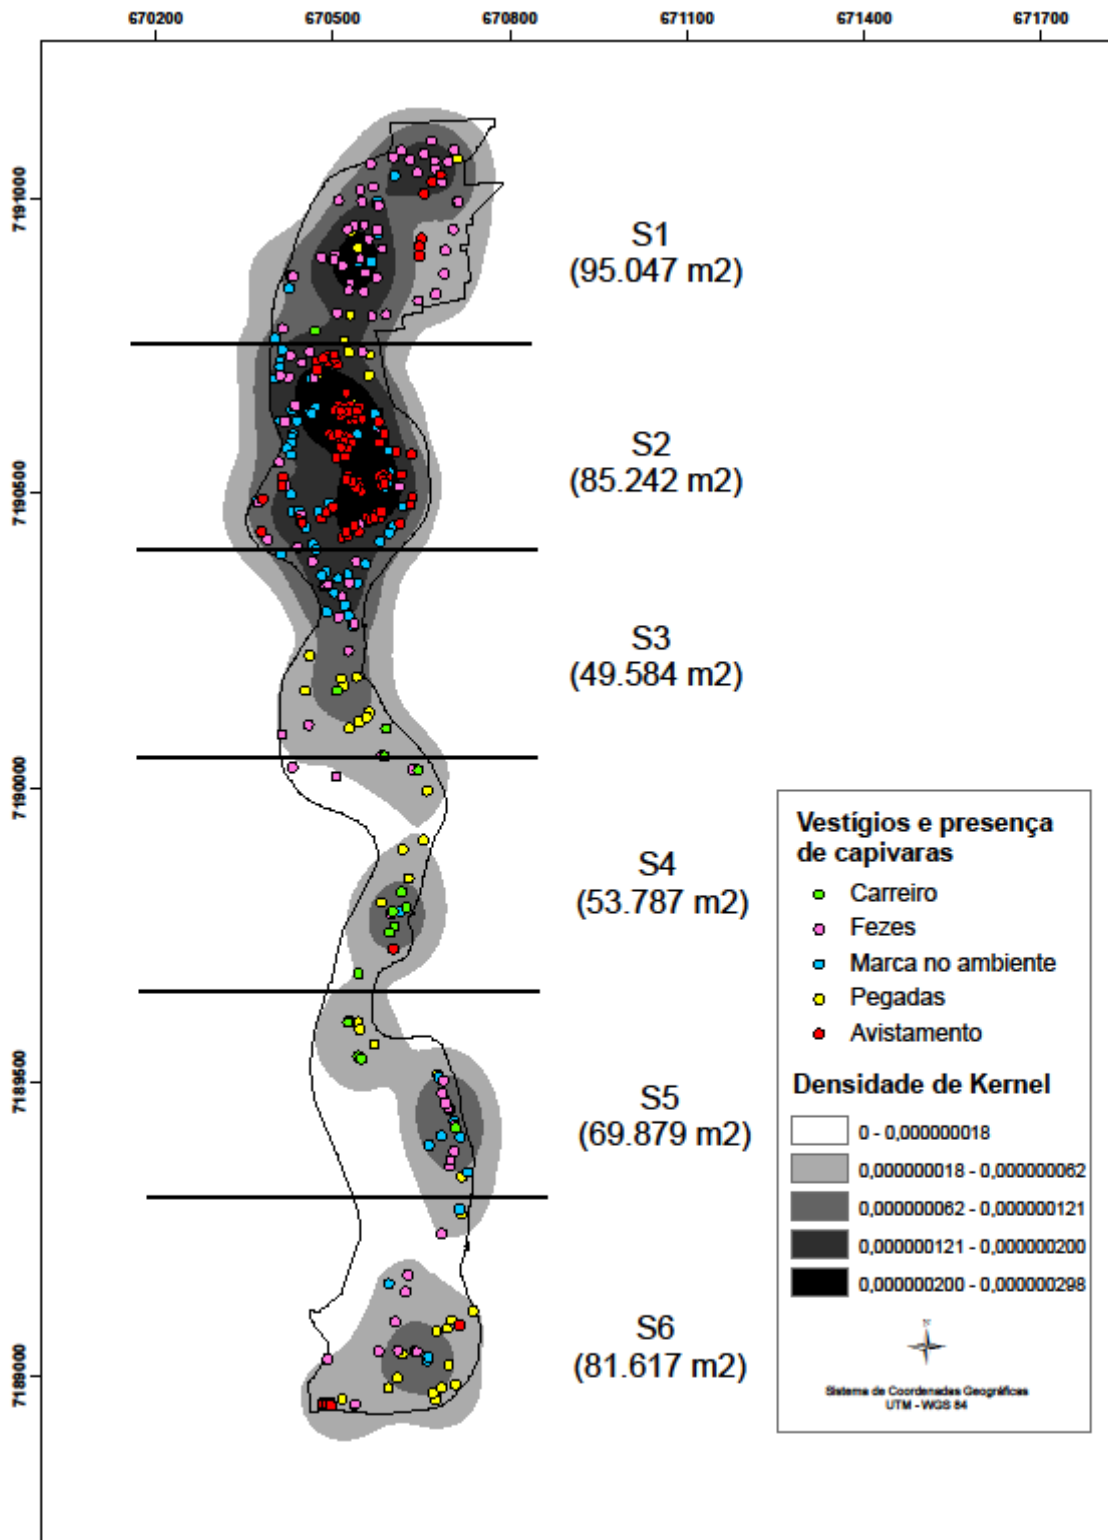 670200 670500 670800 671100 671400 671700
7191000
S1
(95.047 m2)
S2
(85.242 m2)
7190500
S3
(49.584 m2)
7190000
S4
(53.787 m2)
7189500
S5
(69.879 m2)
S6
(81.617 m2)
7189000
Vestígios e presença
de capivaras
Carreiro
Fezes
Marca no ambiente
Pegadas
Avistamento
Densidade de Kernel
0 - 0,000000018
0,000000018 - 0,000000062
0,000000062 - 0,000000121
0,000000121 - 0,000000200
0,000000200 - 0,000000298
N
Sistema de Coordenadas Geográficas
UTM - WGS 84